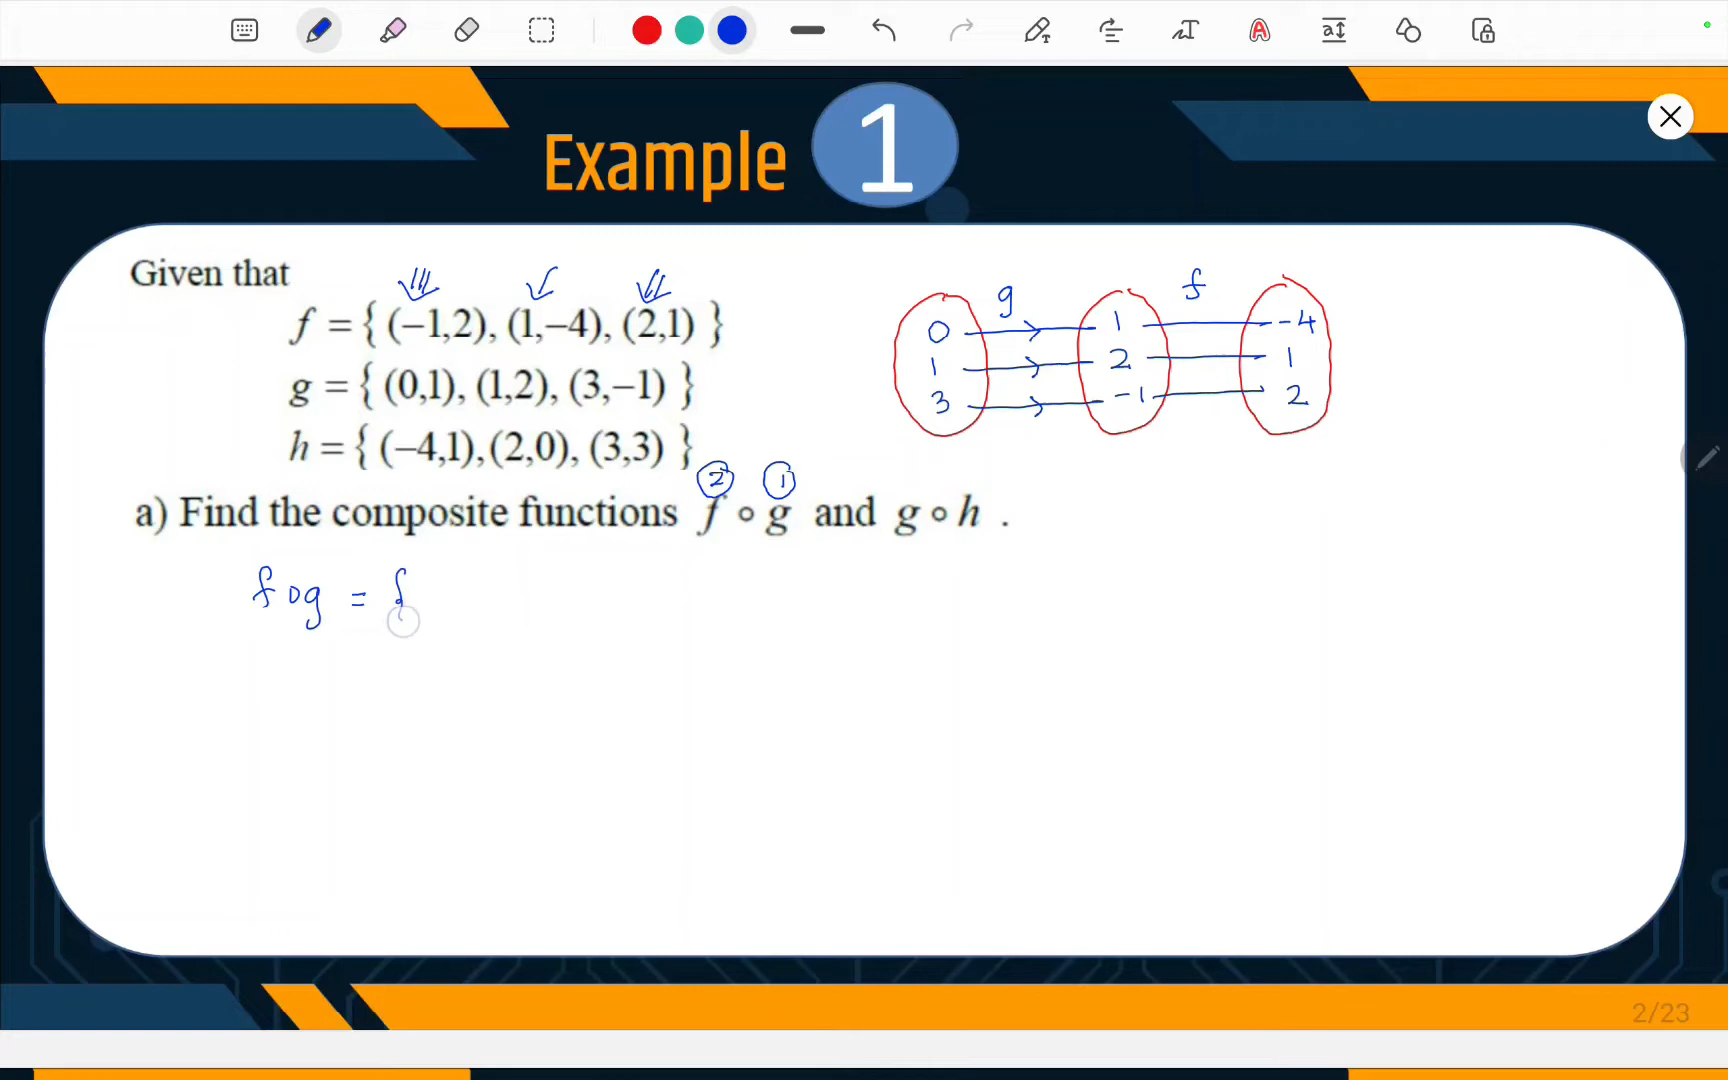 Example 1
Given that
f = { (−1,2), (1,−4), (2,1) }
g = { (0,1), (1,2), (3,−1) }
h = { (−4,1), (2,0), (3,3) }
g f
0 1 -4
1 2 1
3 -1 2
2 1
a) Find the composite functions f ∘ g and g ∘ h .
fog = {
2/23